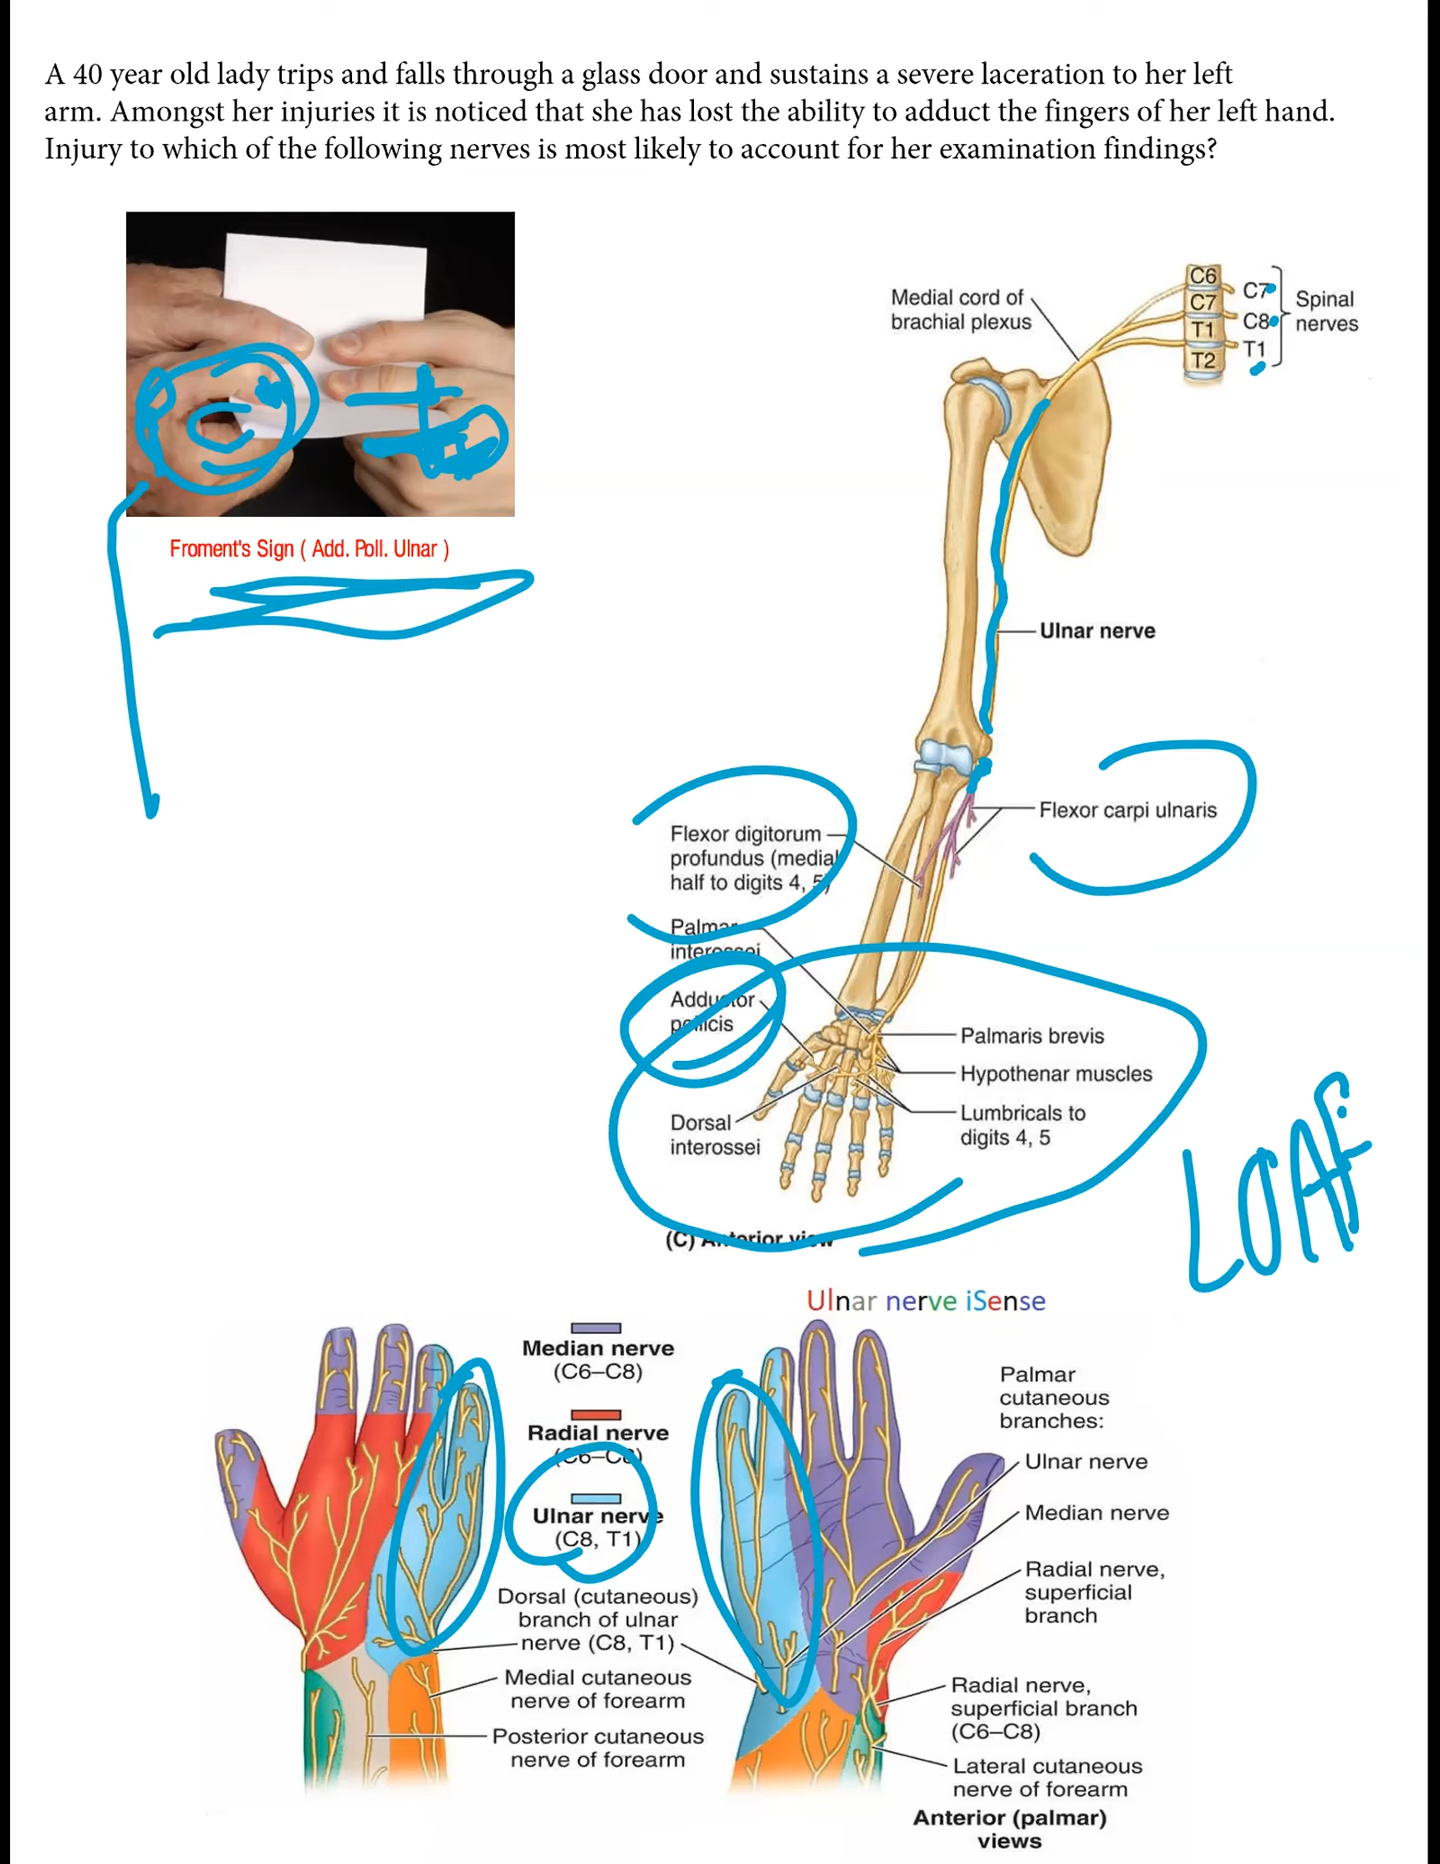 A 40 year old lady trips and falls through a glass door and sustains a severe laceration to her left
arm. Amongst her injuries it is noticed that she has lost the ability to adduct the fingers of her left hand.
Injury to which of the following nerves is most likely to account for her examination findings?
Froment's Sign ( Add. Poll. Ulnar )
Medial cord of
brachial plexus
C6
C7
T1
T2
C7
C8
T1
Spinal
nerves
Ulnar nerve
Flexor carpi ulnaris
Flexor digitorum
profundus (medial
half to digits 4, 5)
Palmar
interossei
Adductor
pollicis
Dorsal
interossei
Palmaris brevis
Hypothenar muscles
Lumbricals to
digits 4, 5
(C) Anterior view
LOAF
Ulnar nerve iSense
Median nerve
(C6–C8)
Radial nerve
(C6–C8)
Ulnar nerve
(C8, T1)
Dorsal (cutaneous)
branch of ulnar
nerve (C8, T1)
Medial cutaneous
nerve of forearm
Posterior cutaneous
nerve of forearm
Palmar
cutaneous
branches:
Ulnar nerve
Median nerve
Radial nerve,
superficial
branch
Radial nerve,
superficial branch
(C6–C8)
Lateral cutaneous
nerve of forearm
Anterior (palmar)
views